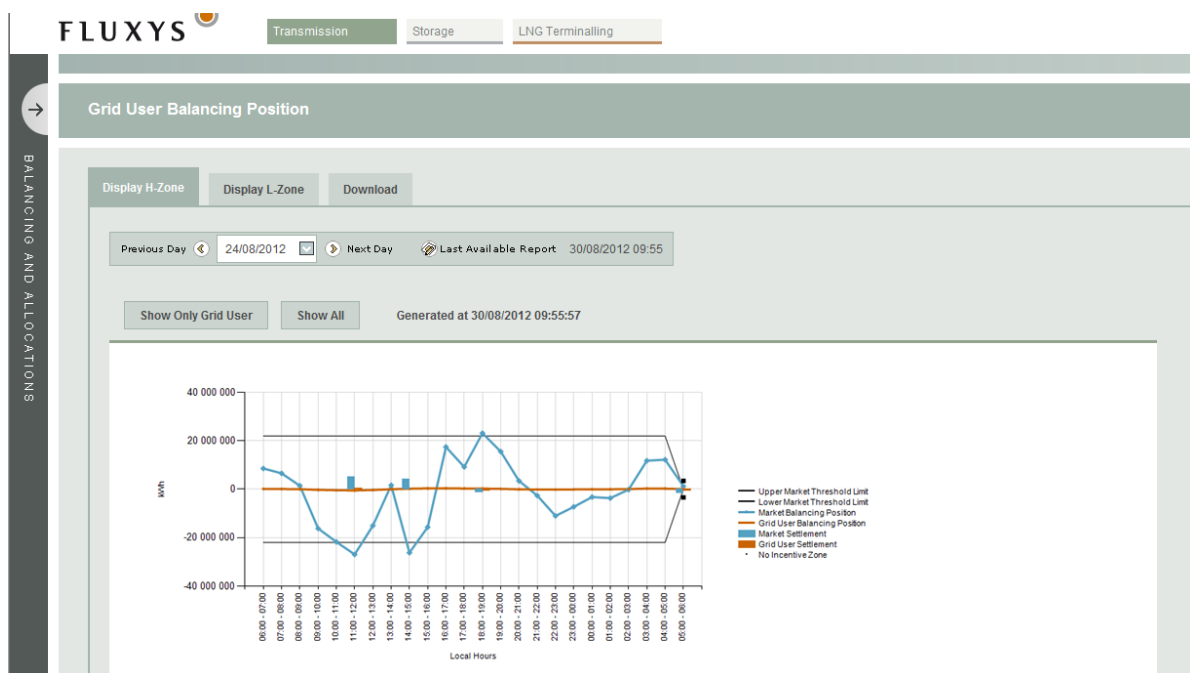 FLUXYS
Transmission Storage LNG Terminalling
Grid User Balancing Position
BALANCING AND ALLOCATIONS
Display H-Zone Display L-Zone Download
Previous Day 24/08/2012 Next Day Last Available Report 30/08/2012 09:55
Show Only Grid User Show All Generated at 30/08/2012 09:55:57
40 000 000
20 000 000
0
-20 000 000
-40 000 000
kWh
06:00 - 07:00
07:00 - 08:00
08:00 - 09:00
09:00 - 10:00
10:00 - 11:00
11:00 - 12:00
12:00 - 13:00
13:00 - 14:00
14:00 - 15:00
15:00 - 16:00
16:00 - 17:00
17:00 - 18:00
18:00 - 19:00
19:00 - 20:00
20:00 - 21:00
21:00 - 22:00
22:00 - 23:00
23:00 - 00:00
00:00 - 01:00
01:00 - 02:00
02:00 - 03:00
03:00 - 04:00
04:00 - 05:00
05:00 - 06:00
Local Hours
Upper Market Threshold Limit
Lower Market Threshold Limit
Market Balancing Position
Grid User Balancing Position
Market Settlement
Grid User Settlement
No Incentive Zone